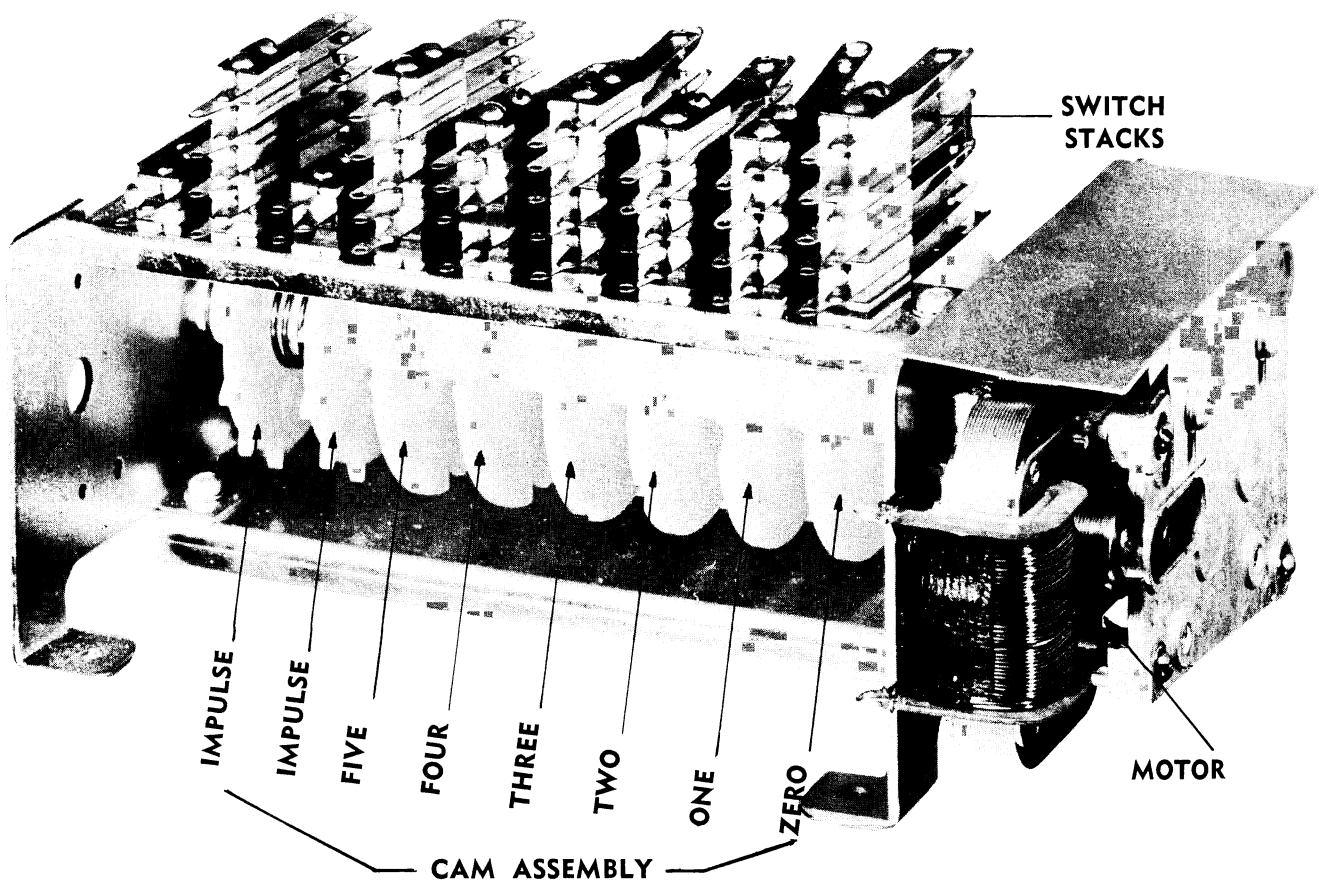 SWITCH
STACKS
IMPULSE
IMPULSE
FIVE
FOUR
THREE
TWO
ONE
ZERO
MOTOR
CAM ASSEMBLY